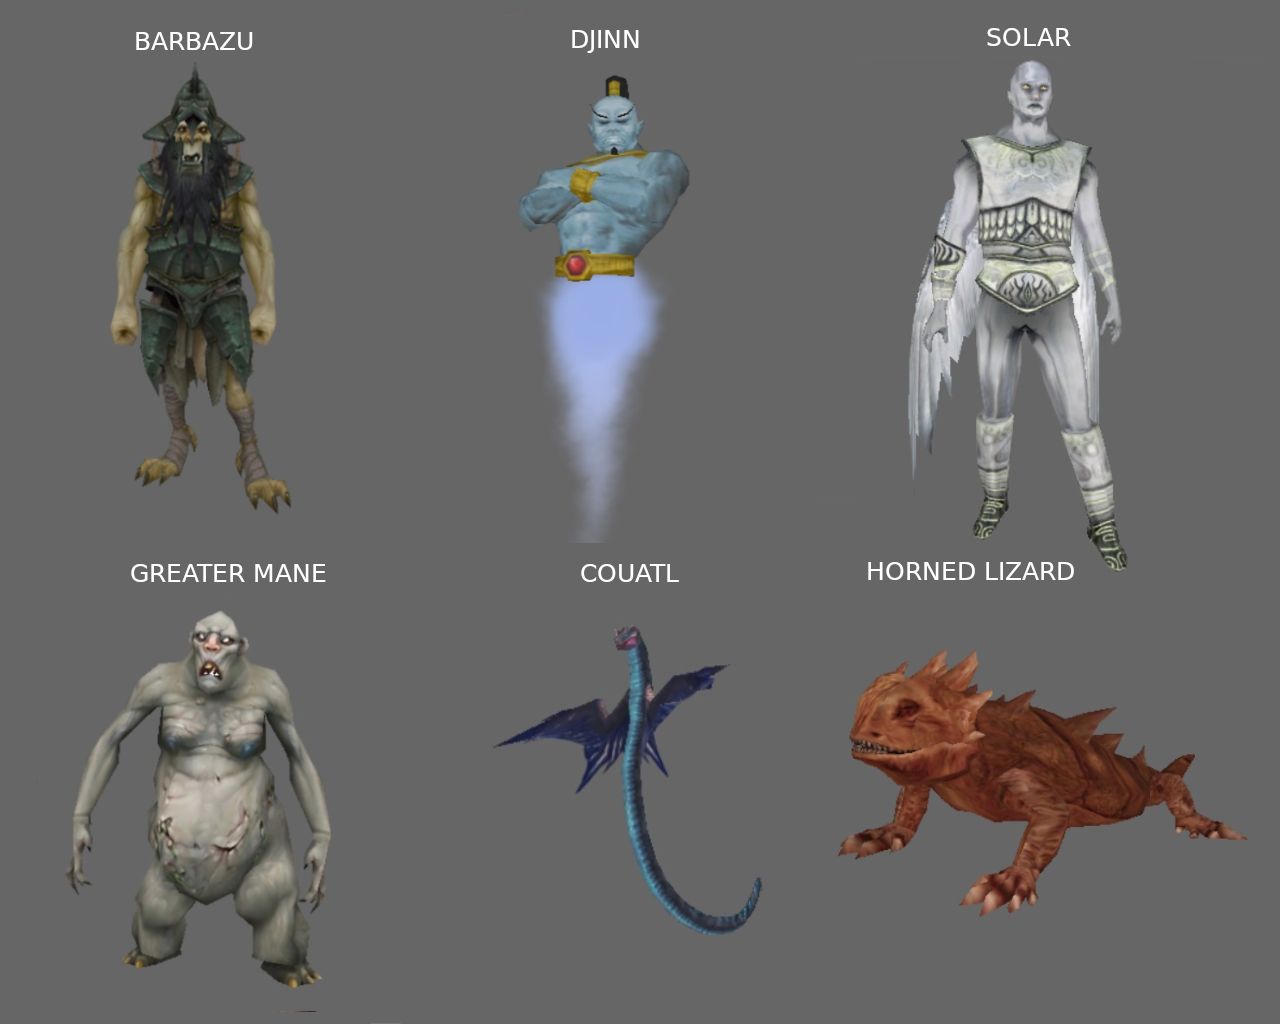 BARBAZU
DJINN
SOLAR
GREATER MANE
COUATL
HORNED LIZARD